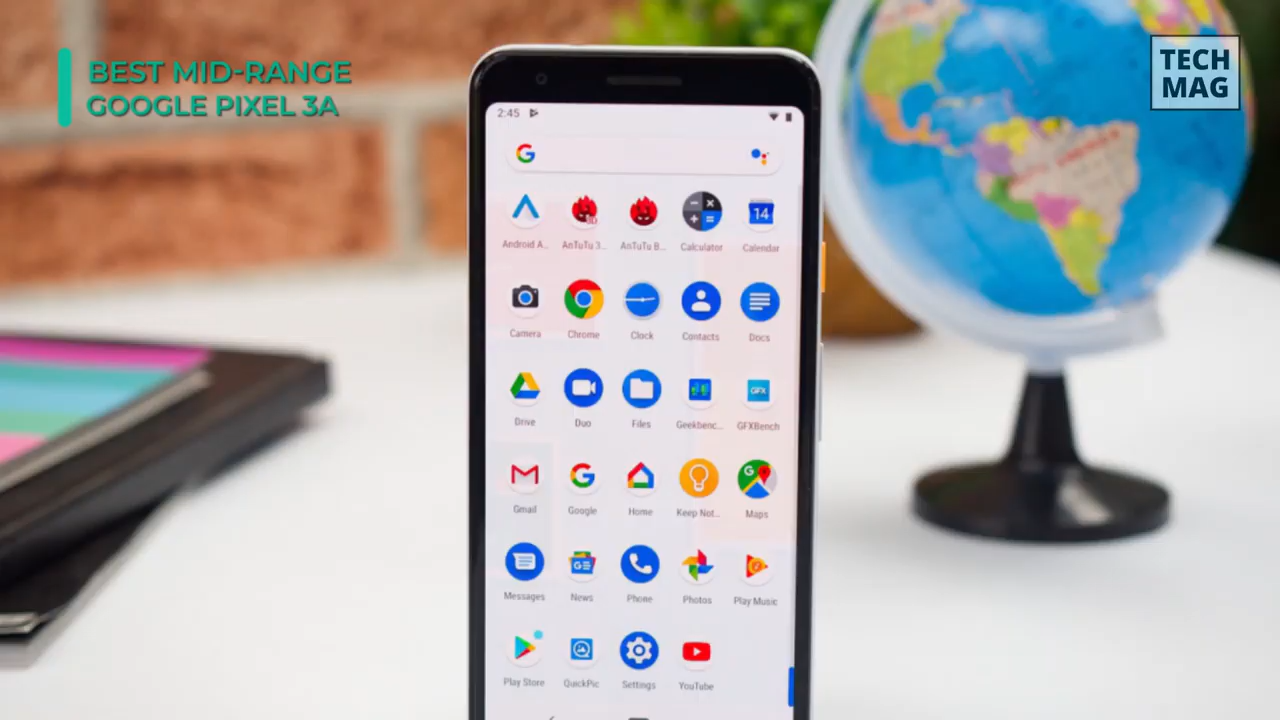 BEST MID-RANGE
GOOGLE PIXEL 3A
TECH
MAG
2:45
Android A... AnTuTu 3... AnTuTu B... Calculator Calendar
14
Camera Chrome Clock Contacts Docs
GFX
Drive Duo Files Geekbenc... GFXBench
Gmail Google Home Keep Not... Maps
Messages News Phone Photos Play Music
Play Store QuickPic Settings YouTube